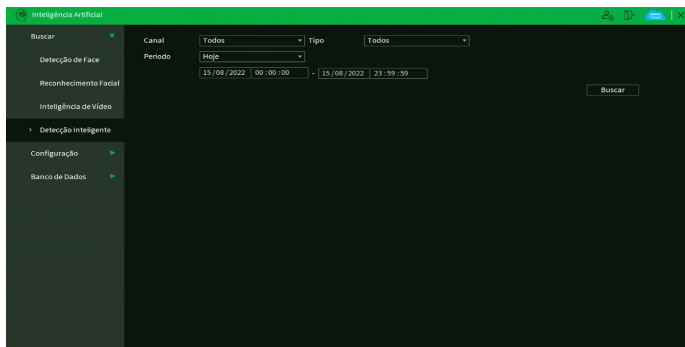 Inteligência Artificial
Buscar
Detecção de Face
Reconhecimento Facial
Inteligência de Vídeo
> Detecção Inteligente
Configuração
Banco de Dados
Canal Todos Tipo Todos
Periodo Hoje
15/08/2022 00:00:00 - 15/08/2022 23:59:59
Buscar